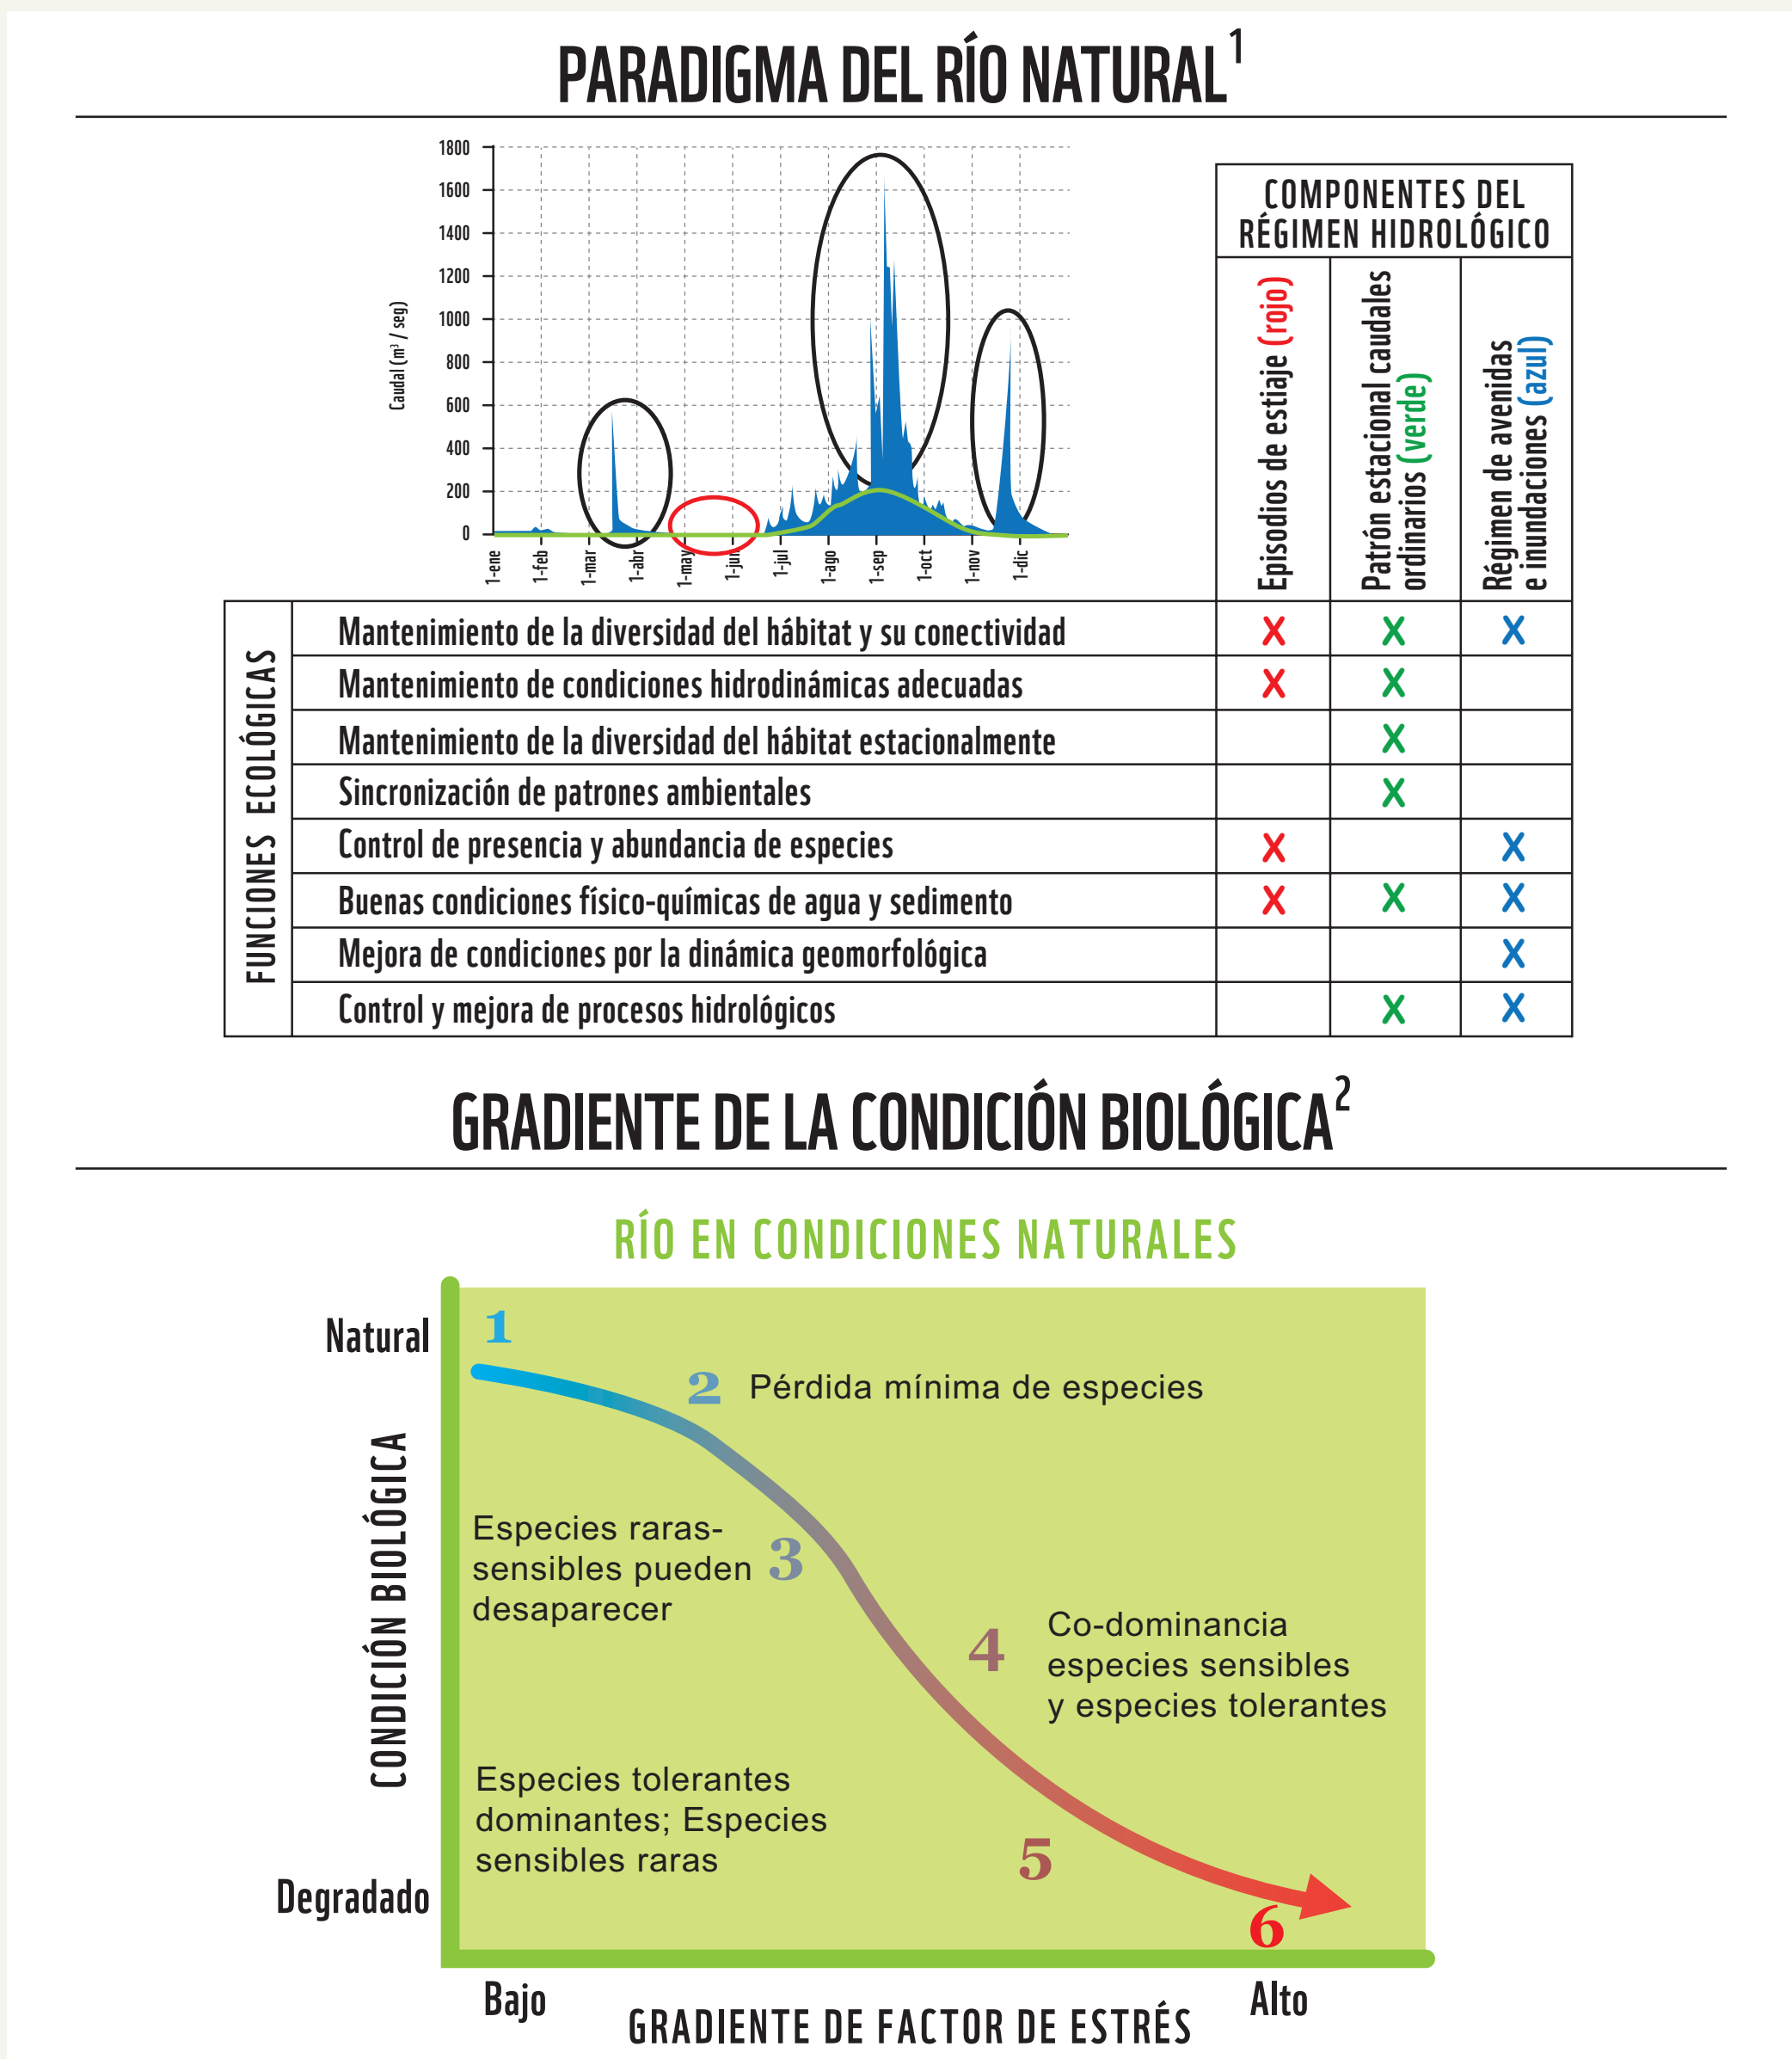 PARADIGMA DEL RÍO NATURAL1
1800
1600
1400
1200
1000
800
600
400
200
0
Caudal (m³ / seg)
1-ene
1-feb
1-mar
1-abr
1-may
1-jun
1-jul
1-ago
1-sep
1-oct
1-nov
1-dic
COMPONENTES DEL
RÉGIMEN HIDROLÓGICO
Episodios de estiaje (rojo)
Patrón estacional caudales
ordinarios (verde)
Régimen de avenidas
e inundaciones (azul)
FUNCIONES ECOLÓGICAS
Mantenimiento de la diversidad del hábitat y su conectividad X X X
Mantenimiento de condiciones hidrodinámicas adecuadas X X
Mantenimiento de la diversidad del hábitat estacionalmente X
Sincronización de patrones ambientales X
Control de presencia y abundancia de especies X X
Buenas condiciones físico-químicas de agua y sedimento X X X
Mejora de condiciones por la dinámica geomorfológica X
Control y mejora de procesos hidrológicos X X
GRADIENTE DE LA CONDICIÓN BIOLÓGICA2
RÍO EN CONDICIONES NATURALES
Natural
CONDICIÓN BIOLÓGICA
Degradado
1
2 Pérdida mínima de especies
Especies raras-
sensibles pueden
desaparecer
3
4
Co-dominancia
especies sensibles
y especies tolerantes
Especies tolerantes
dominantes; Especies
sensibles raras
5
6
Bajo
Alto
GRADIENTE DE FACTOR DE ESTRÉS